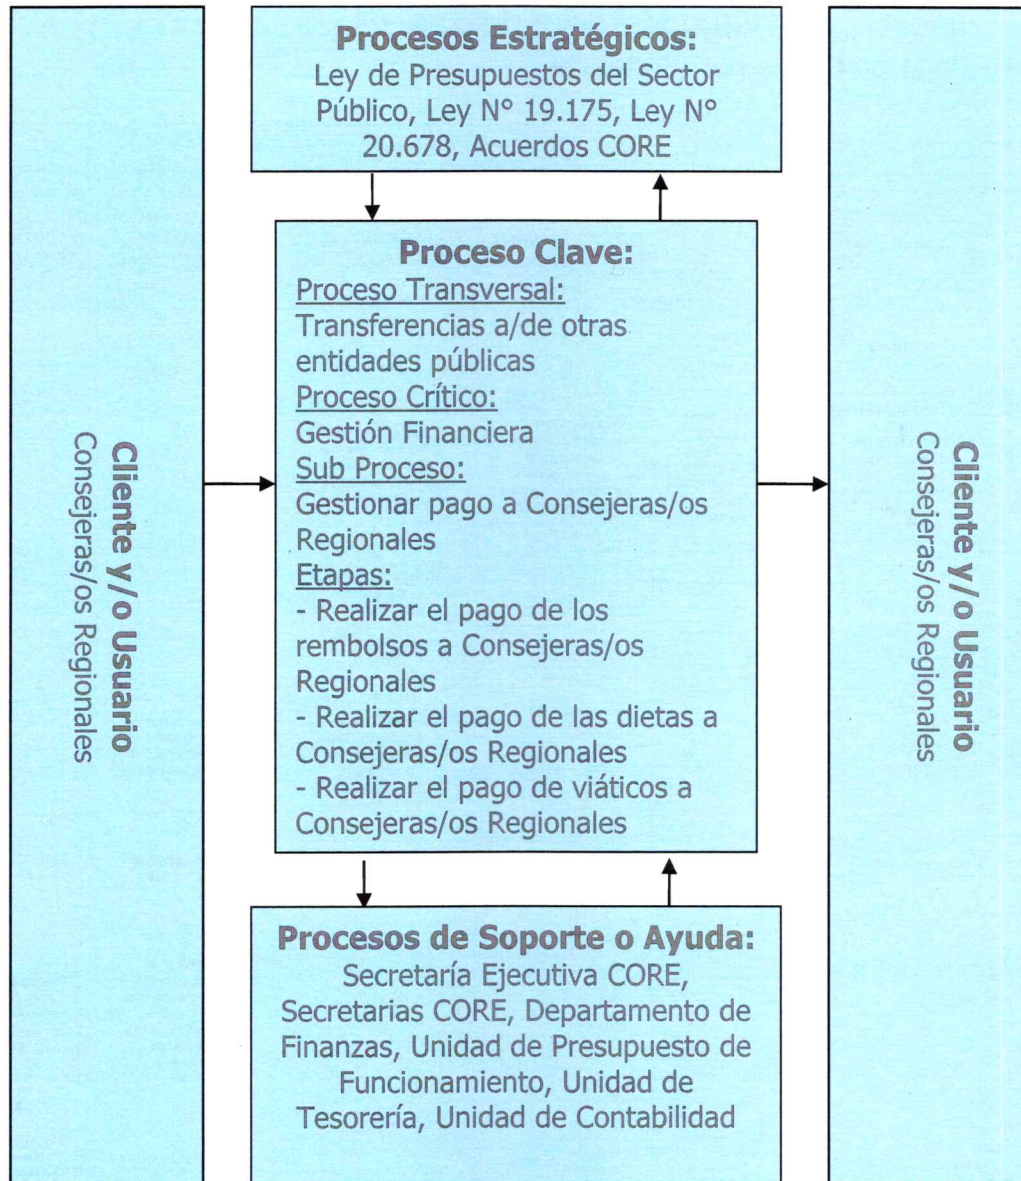 Procesos Estratégicos:
Ley de Presupuestos del Sector
Público, Ley N° 19.175, Ley N°
20.678, Acuerdos CORE
Cliente y/o Usuario
Consejeras/os Regionales
Proceso Clave:
Proceso Transversal:
Transferencias a/de otras
entidades públicas
Proceso Crítico:
Gestión Financiera
Sub Proceso:
Gestionar pago a Consejeras/os
Regionales
Etapas:
- Realizar el pago de los
rembolsos a Consejeras/os
Regionales
- Realizar el pago de las dietas a
Consejeras/os Regionales
- Realizar el pago de viáticos a
Consejeras/os Regionales
Cliente y/o Usuario
Consejeras/os Regionales
Procesos de Soporte o Ayuda:
Secretaría Ejecutiva CORE,
Secretarias CORE, Departamento de
Finanzas, Unidad de Presupuesto de
Funcionamiento, Unidad de
Tesorería, Unidad de Contabilidad